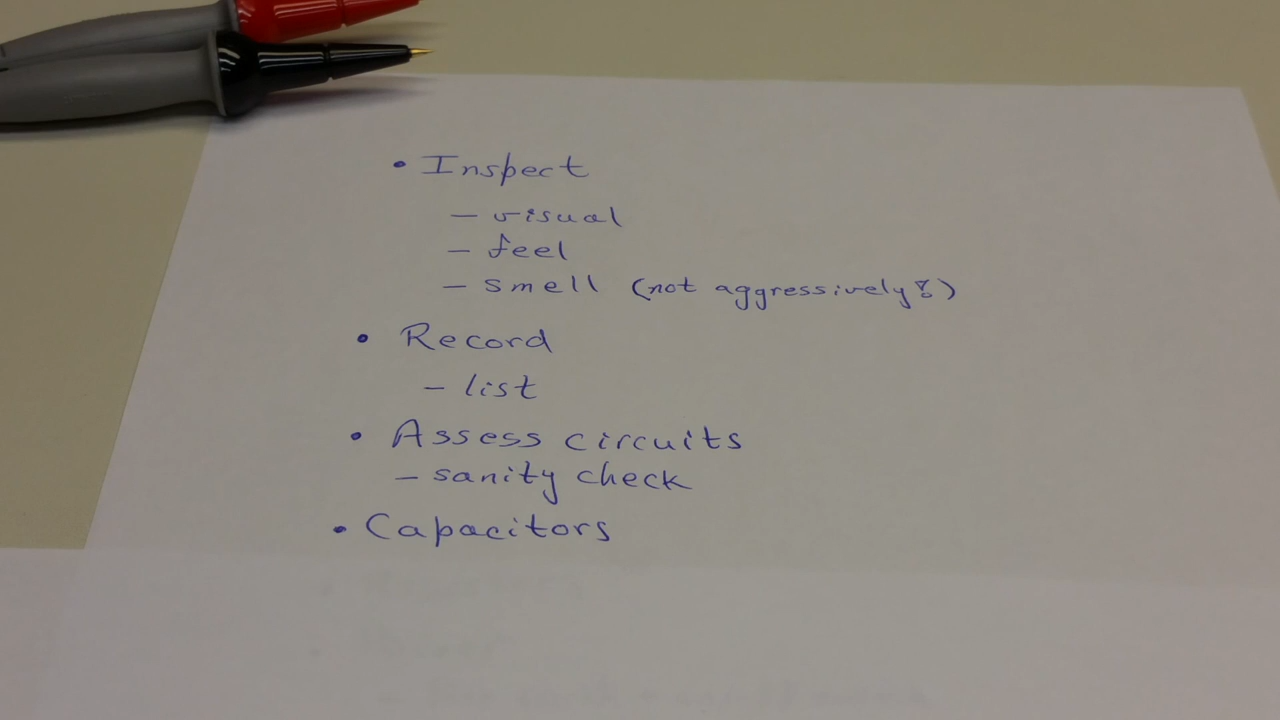 • Inspect
– visual
– feel
– smell (not aggressively!)
• Record
– list
• Assess circuits
– sanity check
• Capacitors